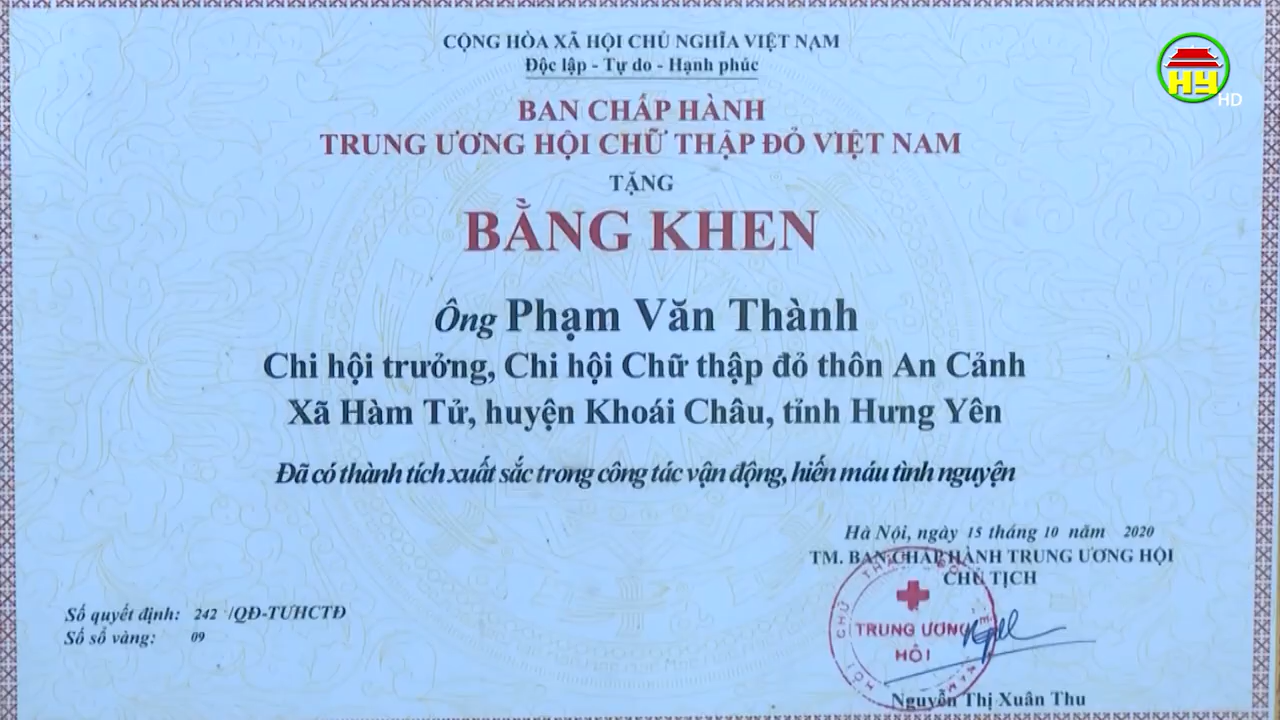 CỘNG HÒA XÃ HỘI CHỦ NGHĨA VIỆT NAM
Độc lập - Tự do - Hạnh phúc
HY
HD
BAN CHẤP HÀNH
TRUNG ƯƠNG HỘI CHỮ THẬP ĐỎ VIỆT NAM
TẶNG
BẰNG KHEN
Ông Phạm Văn Thành
Chi hội trưởng, Chi hội Chữ thập đỏ thôn An Cảnh
Xã Hàm Tử, huyện Khoái Châu, tỉnh Hưng Yên
Đã có thành tích xuất sắc trong công tác vận động, hiến máu tình nguyện
Hà Nội, ngày 15 tháng 10 năm 2020
TM. BAN CHẤP HÀNH TRUNG ƯƠNG HỘI
CHỦ TỊCH
Số quyết định: 242 /QĐ-TƯHCTĐ
Số sổ vàng: 09
TRUNG ƯƠNG
HỘI
Nguyễn Thị Xuân Thu